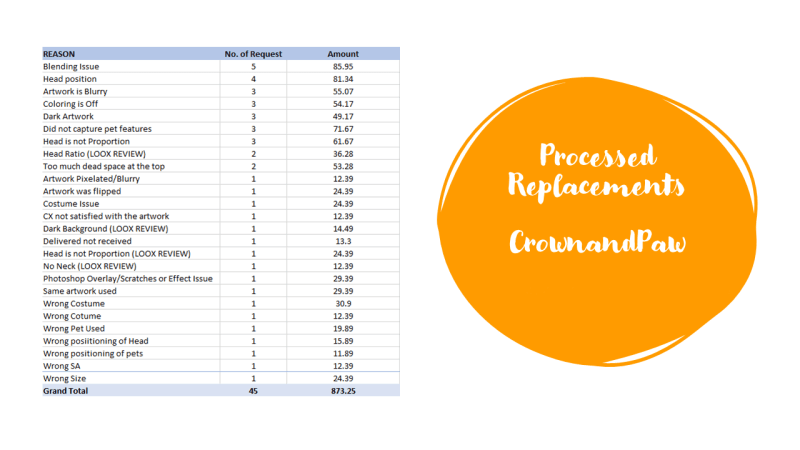 REASON No. of Request Amount
Blending Issue 5 85.95
Head position 4 81.34
Artwork is Blurry 3 55.07
Coloring is Off 3 54.17
Dark Artwork 3 49.17
Did not capture pet features 3 71.67
Head is not Proportion 3 61.67
Head Ratio (LOOX REVIEW) 2 36.28
Too much dead space at the top 2 53.28
Artwork Pixelated/Blurry 1 12.39
Artwork was flipped 1 24.39
Costume Issue 1 24.39
CX not satisfied with the artwork 1 12.39
Dark Background (LOOX REVIEW) 1 14.49
Delivered not received 1 13.3
Head is not Proportion (LOOX REVIEW) 1 24.39
No Neck (LOOX REVIEW) 1 12.39
Photoshop Overlay/Scratches or Effect Issue 1 29.39
Same artwork used 1 29.39
Wrong Costume 1 30.9
Wrong Cotume 1 12.39
Wrong Pet Used 1 19.89
Wrong posiitioning of Head 1 15.89
Wrong positioning of pets 1 11.89
Wrong SA 1 12.39
Wrong Size 1 24.39
Grand Total 45 873.25
Processed
Replacements
CrownandPaw